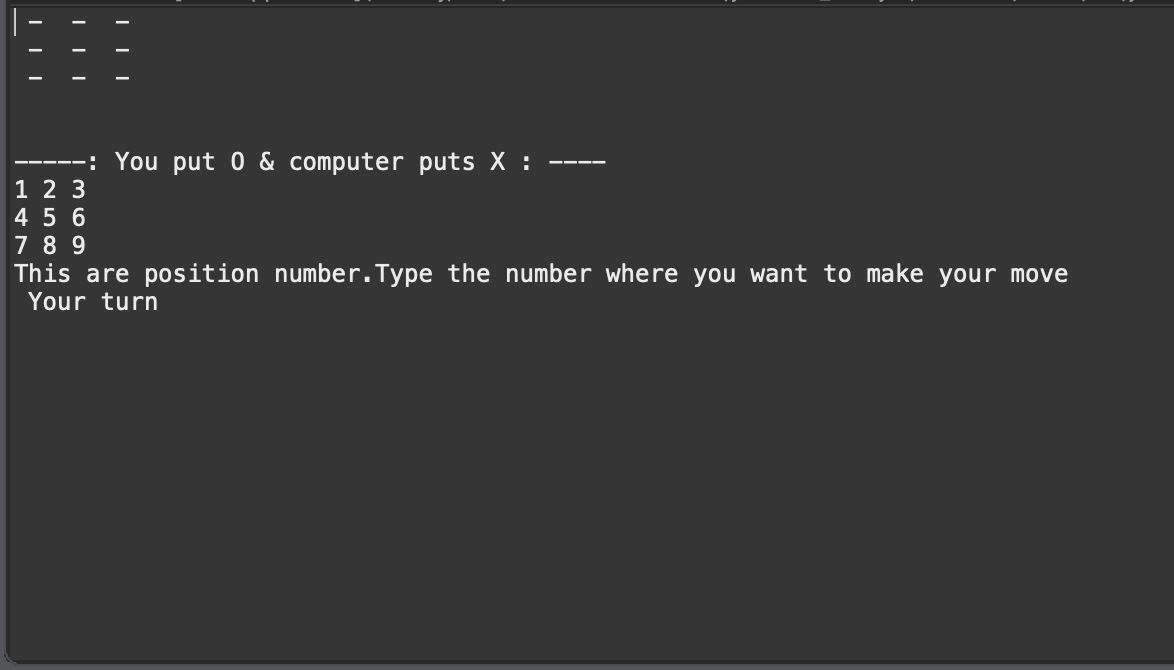 -  -  -
-  -  -
-  -  -
-----: You put O & computer puts X : ----
1 2 3
4 5 6
7 8 9
This are position number.Type the number where you want to make your move
Your turn